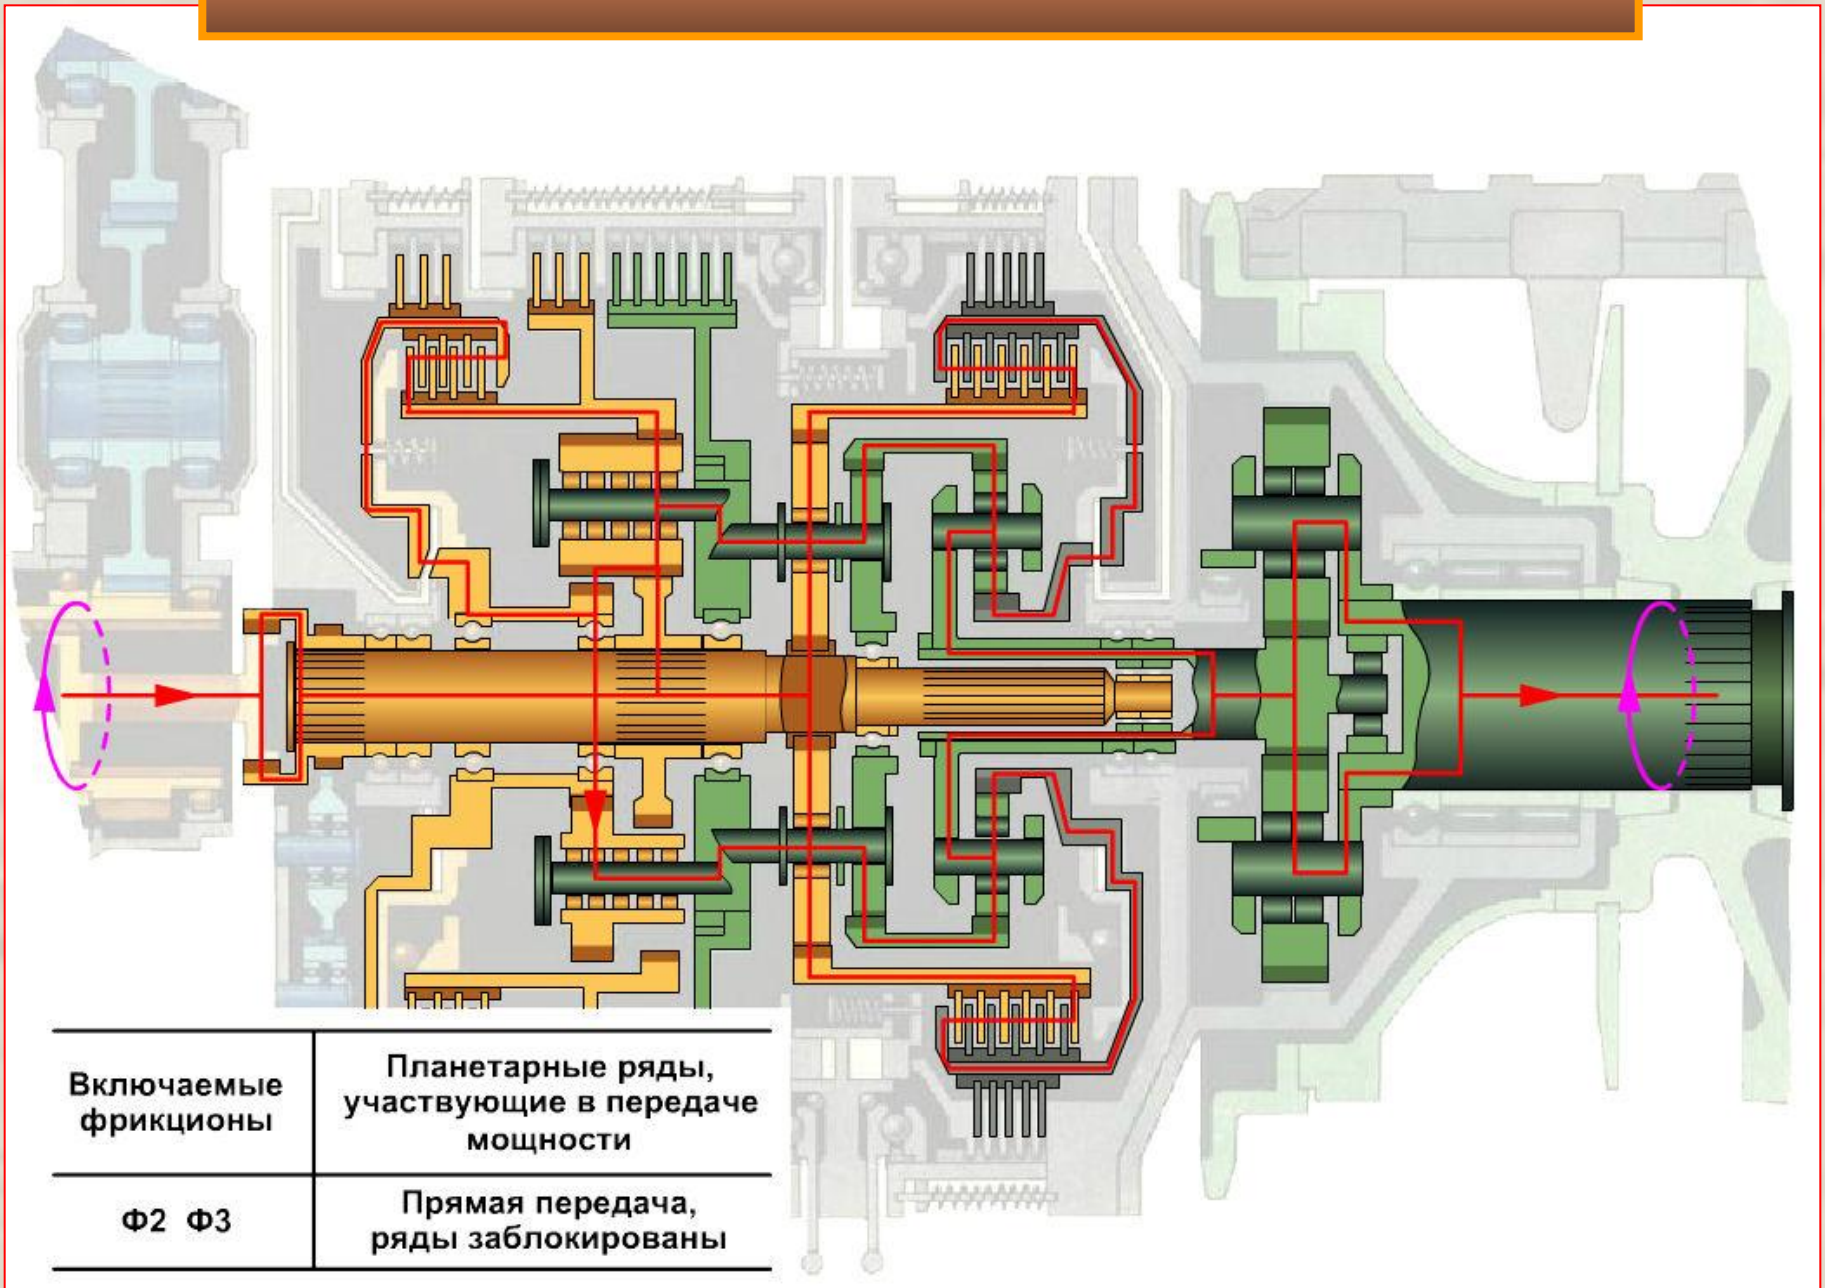 Включаемые
фрикционы
Планетарные ряды,
участвующие в передаче
мощности
Ф2 Ф3
Прямая передача,
ряды заблокированы